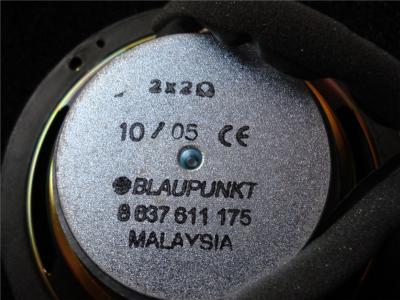 2x2Ω
10/05 CE
BLAUPUNKT
8 637 611 175
MALAYSIA